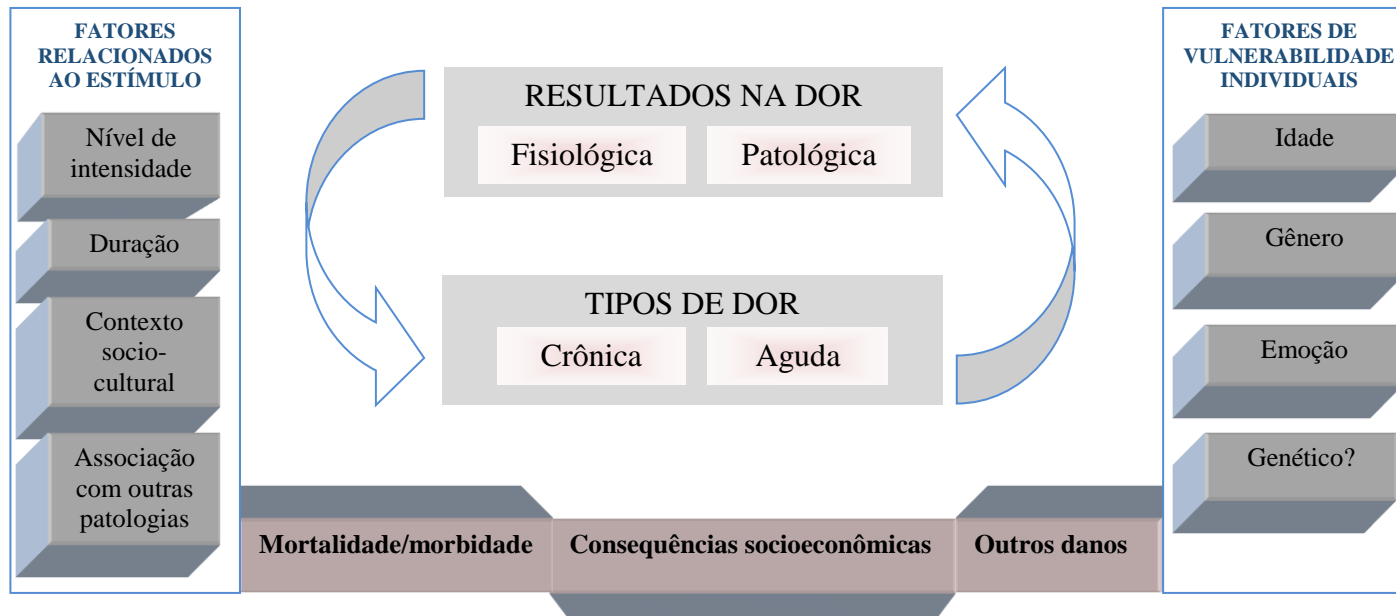 FATORES
RELACIONADOS
AO ESTÍMULO
Nível de
intensidade
Duração
Contexto
socio-
cultural
Associação
com outras
patologias
RESULTADOS NA DOR
Fisiológica
Patológica
TIPOS DE DOR
Crônica
Aguda
FATORES DE
VULNERABILIDADE
INDIVIDUAIS
Idade
Gênero
Emoção
Genético?
Mortalidade/morbidade
Consequências socioeconômicas
Outros danos